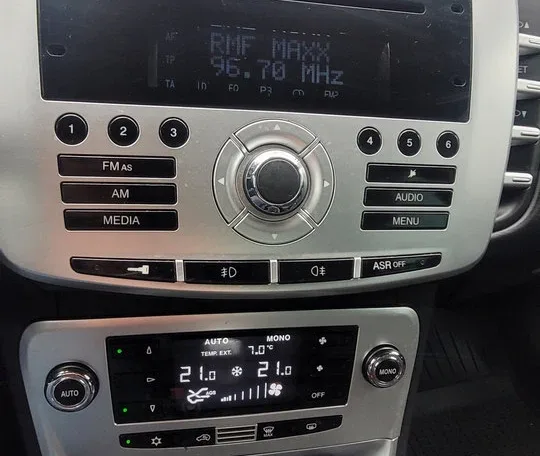 AF
RMF MAXX
TP
96.70 MHz
TA
1 2 3
4 5 6
FM AS
AM
MEDIA
AUDIO
MENU
ASR OFF
AUTO MONO
TEMP. EXT. 7.0 °C
21.0 21.0
OFF
AUTO
MONO
MAX